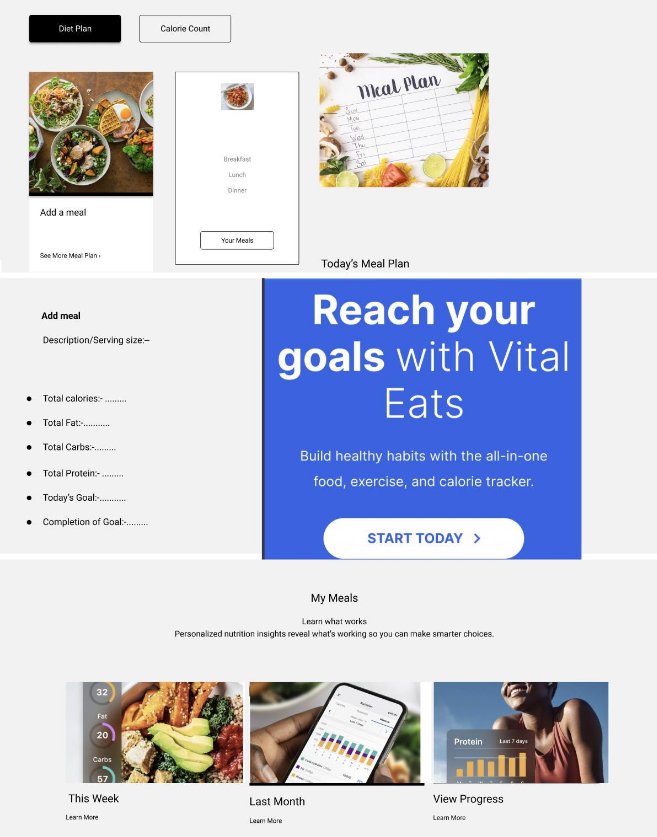 Diet Plan
Calorie Count
Add a meal
See More Meal Plan ›
Breakfast
Lunch
Dinner
Your Meals
Meal Plan
Sun
Mon
Tue
Wed
Thu
Fri
Sat
Today's Meal Plan
Add meal
Description/Serving size:--
Total calories:- .........
Total Fat:-...........
Total Carbs:-........
Total Protein:- .........
Today's Goal:-...........
Completion of Goal:-........
Reach your
goals with Vital
Eats
Build healthy habits with the all-in-one
food, exercise, and calorie tracker.
START TODAY
My Meals
Learn what works
Personalized nutrition insights reveal what's working so you can make smarter choices.
32
Fat
20
Carbs
57
Protein
Last 7 days
This Week
Learn More
Last Month
Learn More
View Progress
Learn More